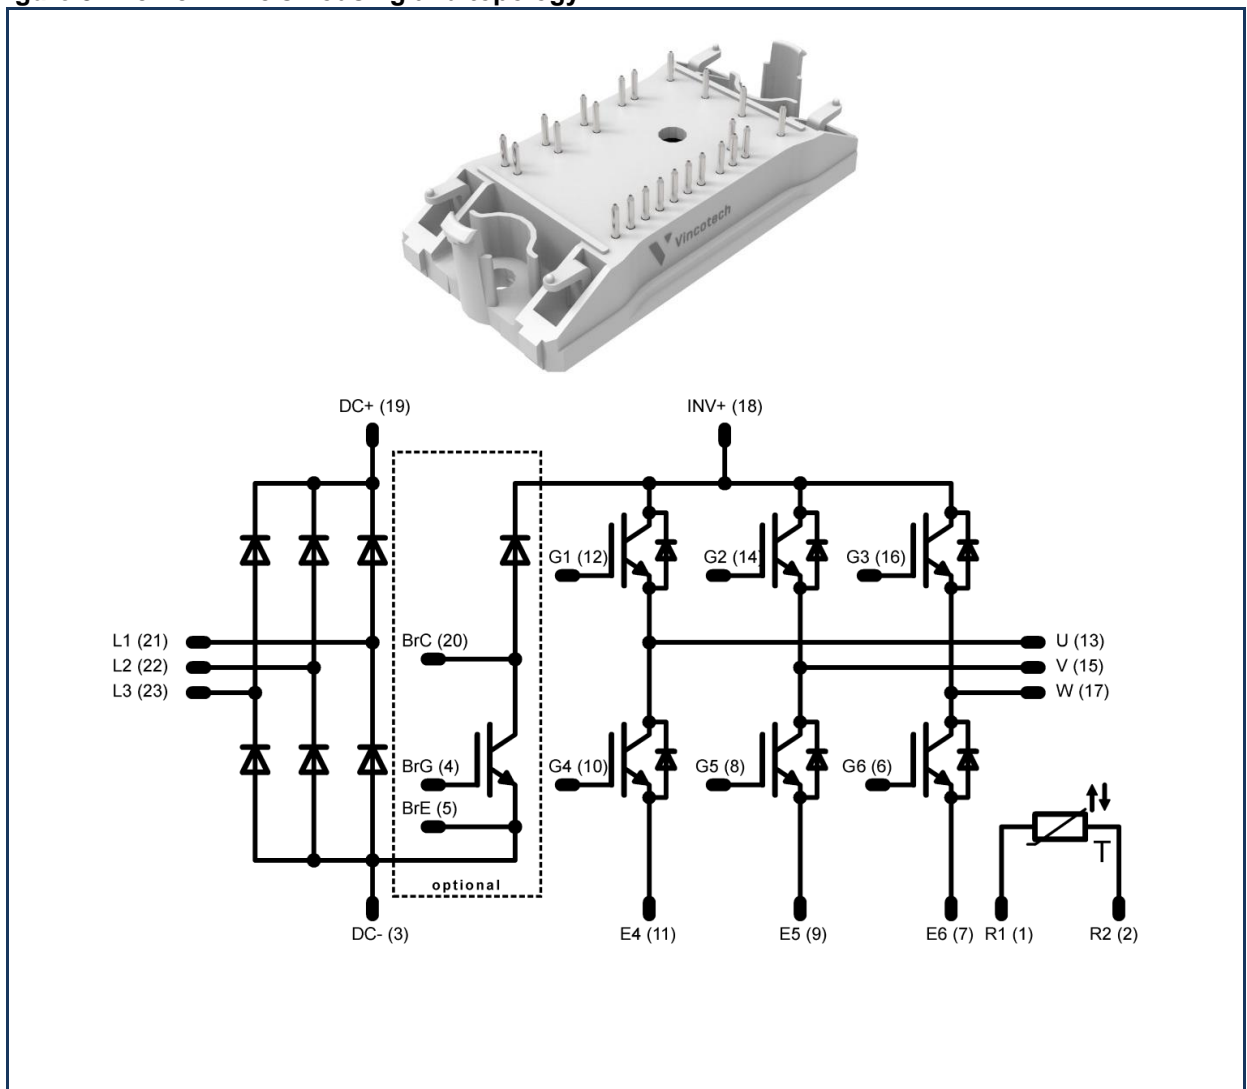 Vincotech
DC+ (19)
INV+ (18)
G1 (12)
G2 (14)
G3 (16)
L1 (21)
L2 (22)
L3 (23)
BrC (20)
U (13)
V (15)
W (17)
BrG (4)
BrE (5)
G4 (10)
G5 (8)
G6 (6)
T
optional
DC- (3)
E4 (11)
E5 (9)
E6 (7)
R1 (1)
R2 (2)